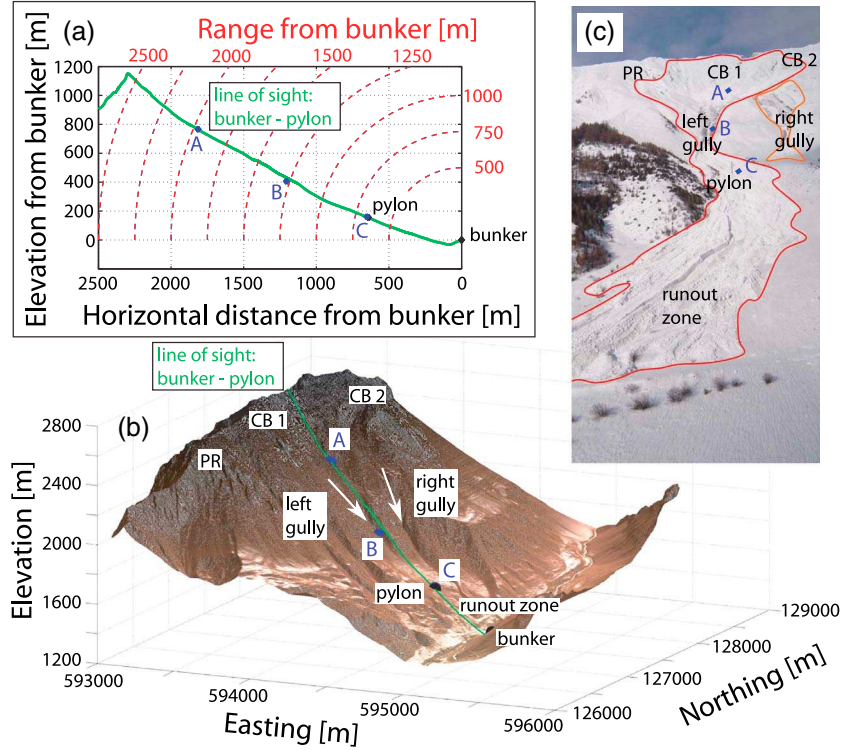 (a)
Range from bunker [m]
2500
2000
1600
1250
1000
750
500
line of sight:
bunker - pylon
Elevation from bunker [m]
1200
1000
800
600
400
200
0
A
B
C
pylon
bunker
2500
2000
1500
1000
500
0
Horizontal distance from bunker [m]
(c)
PR
CB 1
CB 2
A
B
C
left
gully
right
gully
pylon
runout
zone
line of sight:
bunker - pylon
(b)
CB 1
CB 2
PR
A
B
C
left
gully
right
gully
pylon
runout zone
bunker
Elevation [m]
2800
2400
2000
1600
1200
593000
594000
595000
596000
Easting [m]
126000
127000
128000
129000
Northing [m]